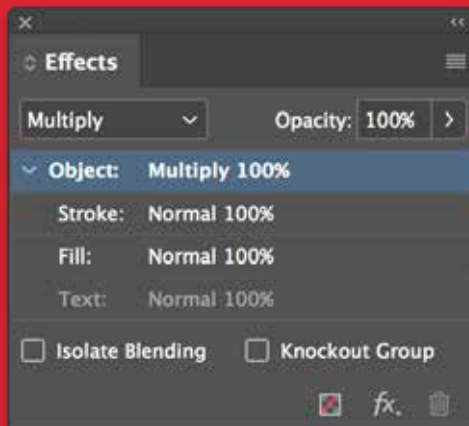 Effects
Multiply Opacity: 100%
Object: Multiply 100%
Stroke: Normal 100%
Fill: Normal 100%
Text: Normal 100%
Isolate Blending Knockout Group
fx.